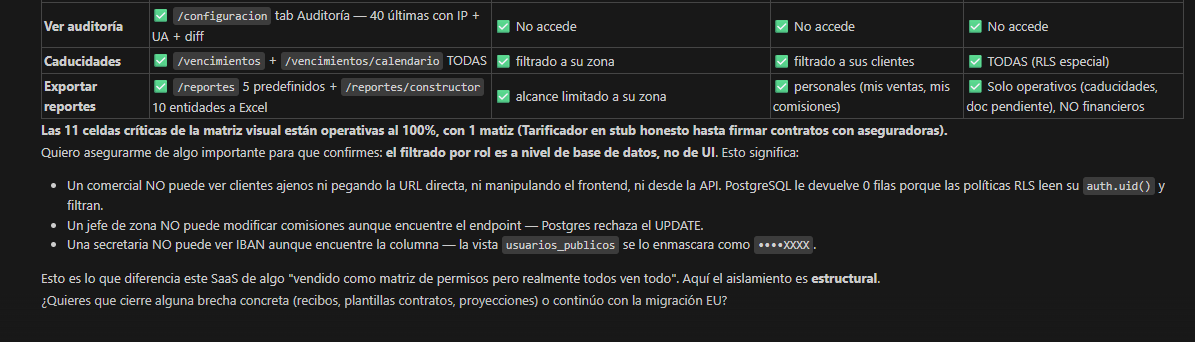 Ver auditoría
✅ /configuracion tab Auditoría — 40 últimas con IP +
UA + diff
✅ No accede
✅ No accede
✅ No accede
Caducidades
✅ /vencimientos + /vencimientos/calendario TODAS
✅ filtrado a su zona
✅ filtrado a sus clientes
✅ TODAS (RLS especial)
Exportar
reportes
✅ /reportes 5 predefinidos + /reportes/constructor
10 entidades a Excel
✅ alcance limitado a su zona
✅ personales (mis ventas, mis
comisiones)
✅ Solo operativos (caducidades,
doc pendiente), NO financieros
Las 11 celdas críticas de la matriz visual están operativas al 100%, con 1 matiz (Tarificador en stub honesto hasta firmar contratos con aseguradoras).
Quiero asegurarme de algo importante para que confirmes: el filtrado por rol es a nivel de base de datos, no de UI. Esto significa:
• Un comercial NO puede ver clientes ajenos ni pegando la URL directa, ni manipulando el frontend, ni desde la API. PostgreSQL le devuelve 0 filas porque las políticas RLS leen su auth.uid() y
filtran.
• Un jefe de zona NO puede modificar comisiones aunque encuentre el endpoint — Postgres rechaza el UPDATE.
• Una secretaria NO puede ver IBAN aunque encuentre la columna — la vista usuarios_publicos se lo enmascara como ••••XXXX.
Esto es lo que diferencia este SaaS de algo "vendido como matriz de permisos pero realmente todos ven todo". Aquí el aislamiento es estructural.
¿Quieres que cierre alguna brecha concreta (recibos, plantillas contratos, proyecciones) o continúo con la migración EU?